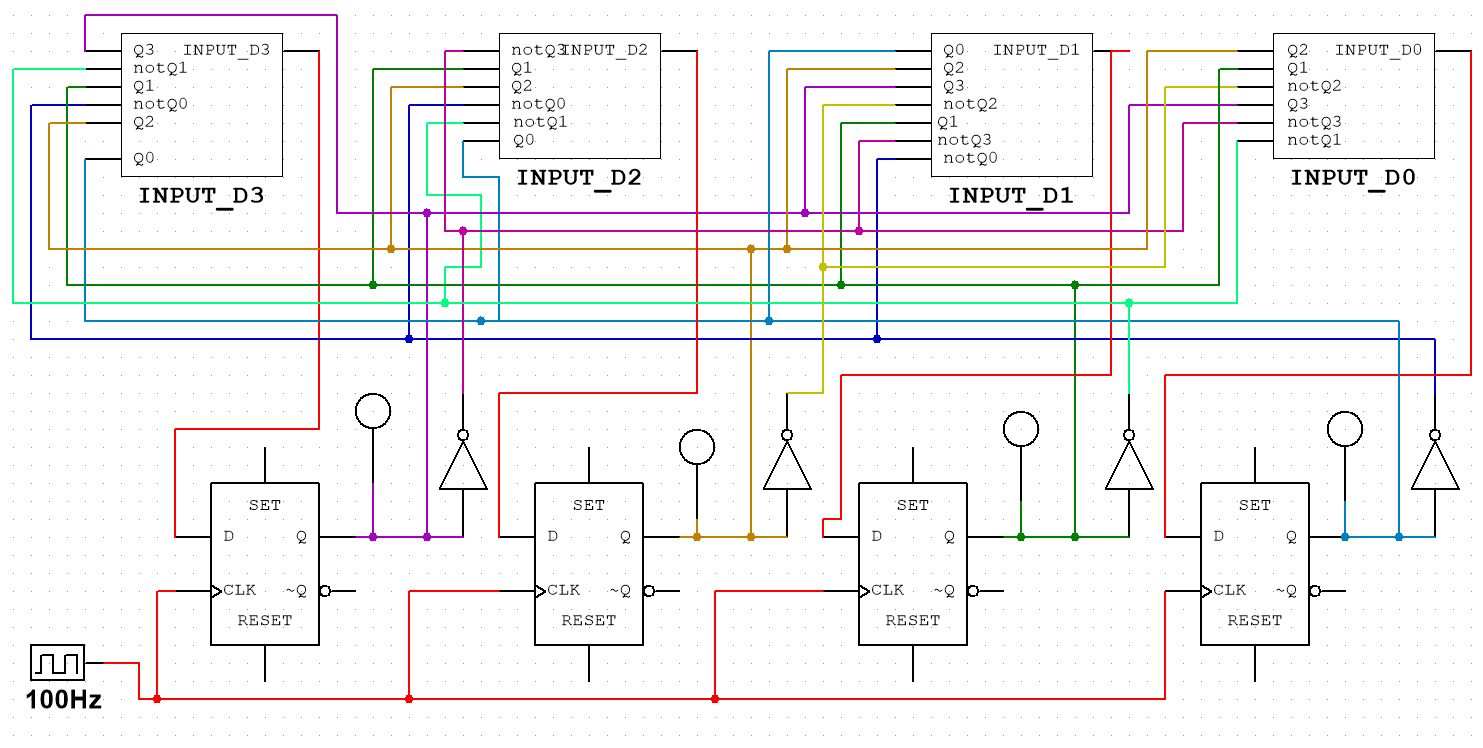 Q3 INPUT_D3
notQ1
Q1
notQ0
Q2
Q0
INPUT_D3
notQ3 INPUT_D2
Q1
Q2
notQ0
notQ1
Q0
INPUT_D2
Q0 INPUT_D1
Q2
Q3
notQ2
Q1
notQ3
notQ0
INPUT_D1
Q2 INPUT_D0
Q1
notQ2
Q3
notQ3
notQ1
INPUT_D0
SET
D Q
CLK ~Q
RESET
SET
D Q
CLK ~Q
RESET
SET
D Q
CLK ~Q
RESET
SET
D Q
CLK ~Q
RESET
100Hz